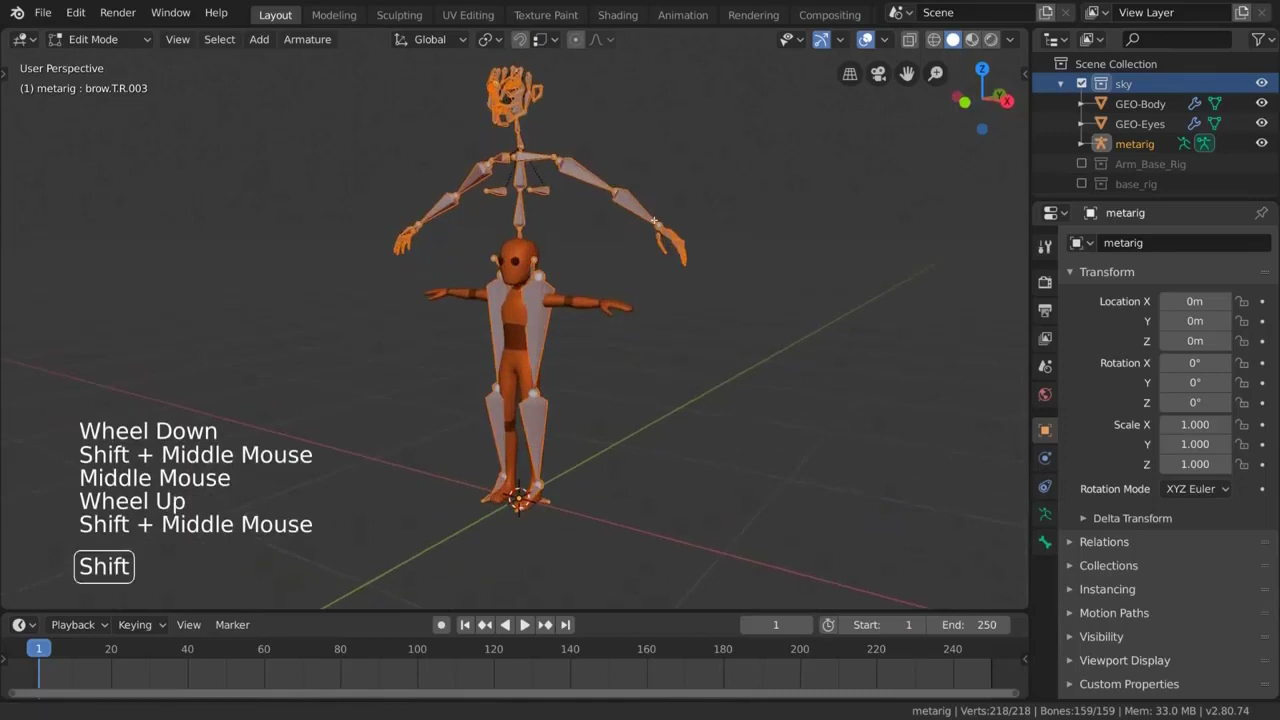 File Edit Render Window Help Layout Modeling Sculpting UV Editing Texture Paint Shading Animation Rendering Compositing Scene View Layer
Edit Mode View Select Add Armature Global
User Perspective
(1) metarig : brow.T.R.003
Z
Y
X
Scene Collection
sky
GEO-Body
GEO-Eyes
metarig
Arm_Base_Rig
base_rig
metarig
metarig
Transform
Location X 0m
Y 0m
Z 0m
Rotation X 0°
Y 0°
Z 0°
Scale X 1.000
Y 1.000
Z 1.000
Rotation Mode XYZ Euler
Delta Transform
Relations
Collections
Instancing
Motion Paths
Visibility
Viewport Display
Custom Properties
Wheel Down
Shift + Middle Mouse
Middle Mouse
Wheel Up
Shift + Middle Mouse
Shift
Playback Keying View Marker 1 Start: 1 End: 250
1 20 40 60 80 100 120 140 160 180 200 220 240
metarig | Verts:218/218 | Bones:159/159 | Mem: 33.0 MB | v2.80.74